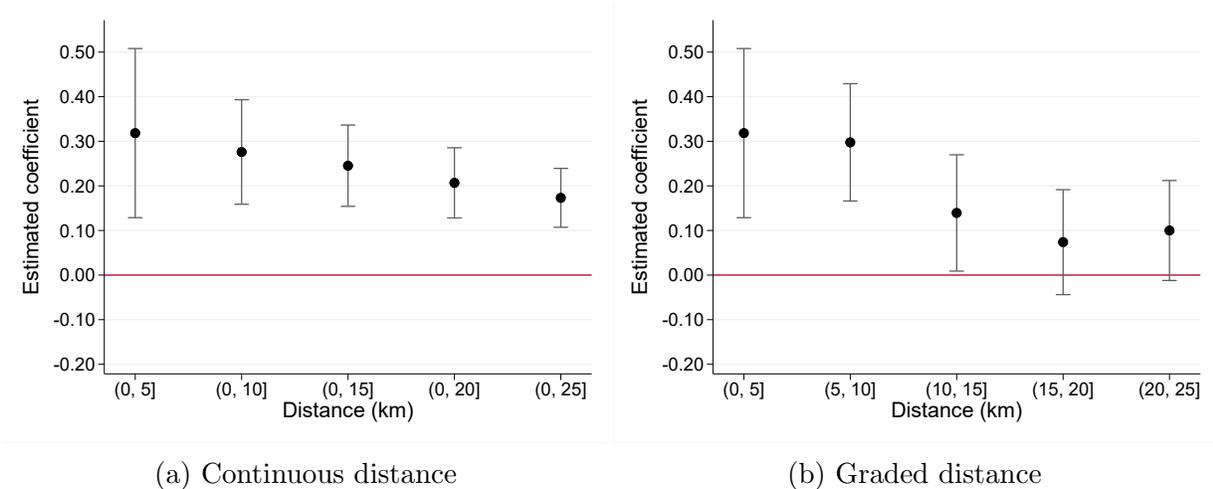 Estimated coefficient
0.50
0.40
0.30
0.20
0.10
0.00
-0.10
-0.20
(0, 5] (0, 10] (0, 15] (0, 20] (0, 25]
Distance (km)
(a) Continuous distance
Estimated coefficient
0.50
0.40
0.30
0.20
0.10
0.00
-0.10
-0.20
(0, 5] (5, 10] (10, 15] (15, 20] (20, 25]
Distance (km)
(b) Graded distance